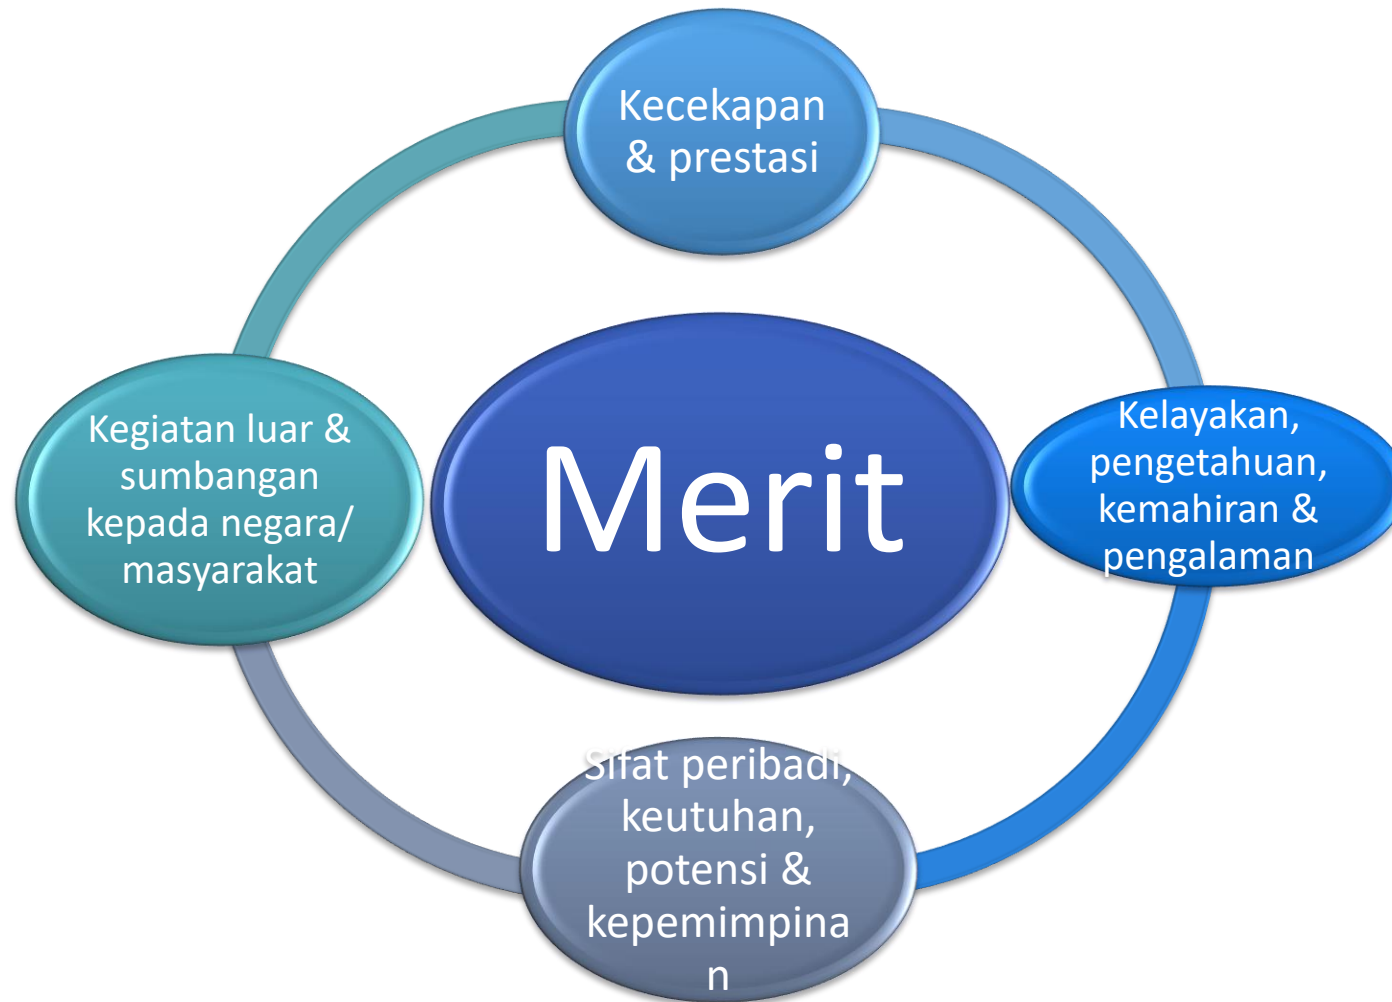 Kecekapan
& prestasi
Merit
Kelayakan,
pengetahuan,
kemahiran &
pengalaman
Sifat peribadi,
keutuhan,
potensi &
kepemimpina
n
Kegiatan luar &
sumbangan
kepada negara/
masyarakat